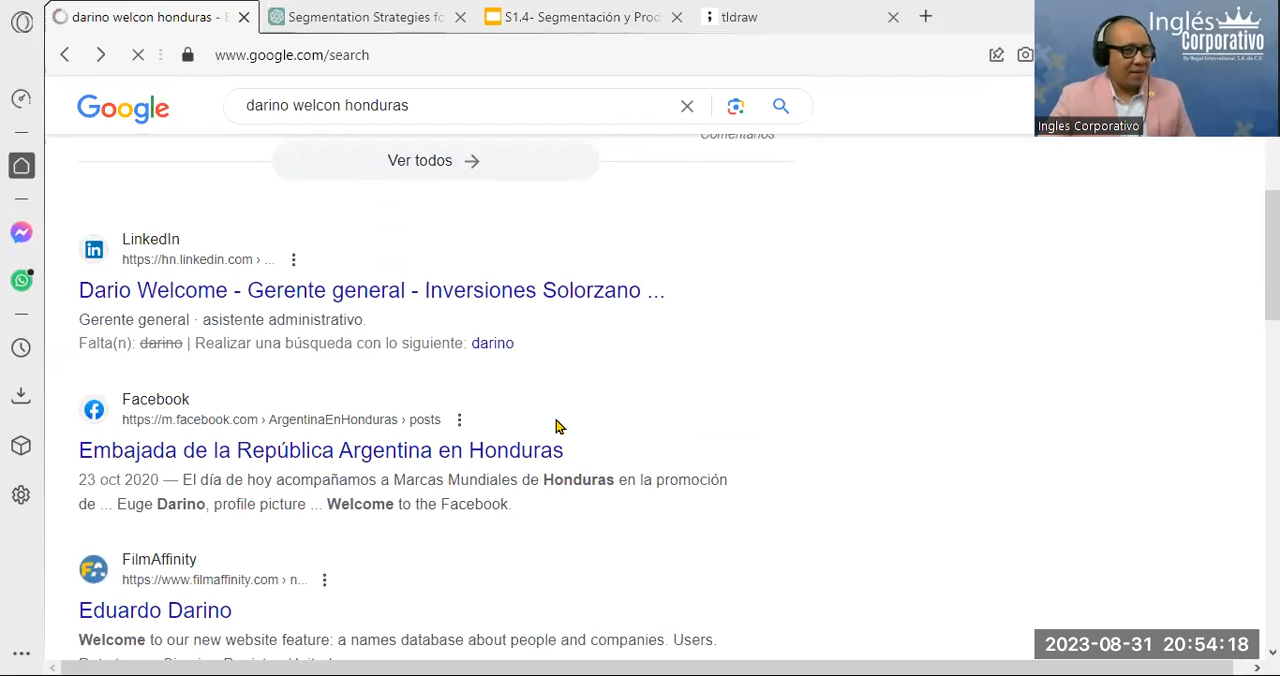 darino welcon honduras -
Segmentation Strategies fo
S1.4- Segmentación y Prod
tldraw
www.google.com/search
Google
darino welcon honduras
Comentarios
Ver todos
LinkedIn
https://hn.linkedin.com › ...
Dario Welcome - Gerente general - Inversiones Solorzano ...
Gerente general · asistente administrativo.
Falta(n): darino | Realizar una búsqueda con lo siguiente: darino
Facebook
https://m.facebook.com › ArgentinaEnHonduras › posts
Embajada de la República Argentina en Honduras
23 oct 2020 — El día de hoy acompañamos a Marcas Mundiales de Honduras en la promoción
de ... Euge Darino, profile picture ... Welcome to the Facebook.
FilmAffinity
https://www.filmaffinity.com › n...
Eduardo Darino
Welcome to our new website feature: a names database about people and companies. Users.
Inglés
Corporativo
By Regal International, S.A. de C.V.
Ingles Corporativo
2023-08-31 20:54:18